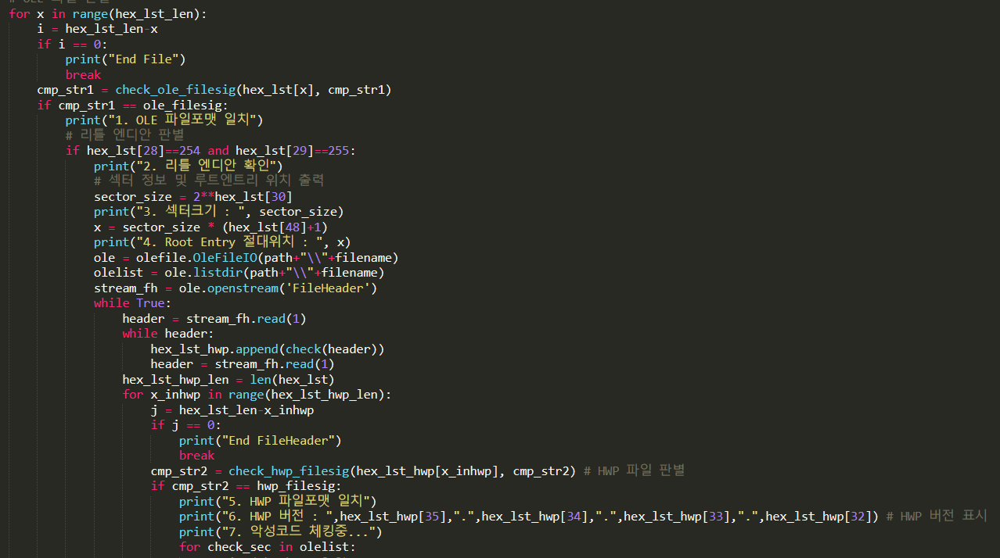 for x in range(hex_lst_len):
    i = hex_lst_len-x
    if i == 0:
        print("End File")
        break
    cmp_str1 = check_ole_filesig(hex_lst[x], cmp_str1)
    if cmp_str1 == ole_filesig:
        print("1. OLE 파일포맷 일치")
        # 리틀 엔디안 판별
        if hex_lst[28]==254 and hex_lst[29]==255:
            print("2. 리틀 엔디안 확인")
            # 섹터 정보 및 루트엔트리 위치 출력
            sector_size = 2**hex_lst[30]
            print("3. 섹터크기 : ", sector_size)
            x = sector_size * (hex_lst[48]+1)
            print("4. Root Entry 절대위치 : ", x)
            ole = olefile.OleFileIO(path+"\\"+filename)
            olelist = ole.listdir(path+"\\"+filename)
            stream_fh = ole.openstream('FileHeader')
            while True:
                header = stream_fh.read(1)
                while header:
                    hex_lst_hwp.append(check(header))
                    header = stream_fh.read(1)
                hex_lst_hwp_len = len(hex_lst)
                for x_inhwp in range(hex_lst_hwp_len):
                    j = hex_lst_len-x_inhwp
                    if j == 0:
                        print("End FileHeader")
                        break
                    cmp_str2 = check_hwp_filesig(hex_lst_hwp[x_inhwp], cmp_str2) # HWP 파일 판별
                    if cmp_str2 == hwp_filesig:
                        print("5. HWP 파일포맷 일치")
                        print("6. HWP 버전 : ",hex_lst_hwp[35],".",hex_lst_hwp[34],".",hex_lst_hwp[33],".",hex_lst_hwp[32]) # HWP 버전 표시
                        print("7. 악성코드 체킹중...")
                        for check_sec in olelist: